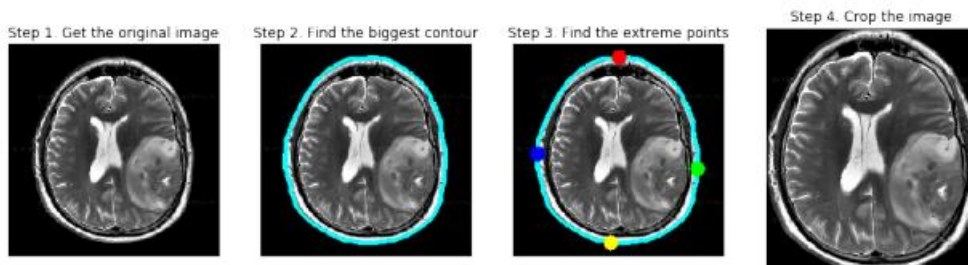 Step 1. Get the original image
Step 2. Find the biggest contour
Step 3. Find the extreme points
Step 4. Crop the image